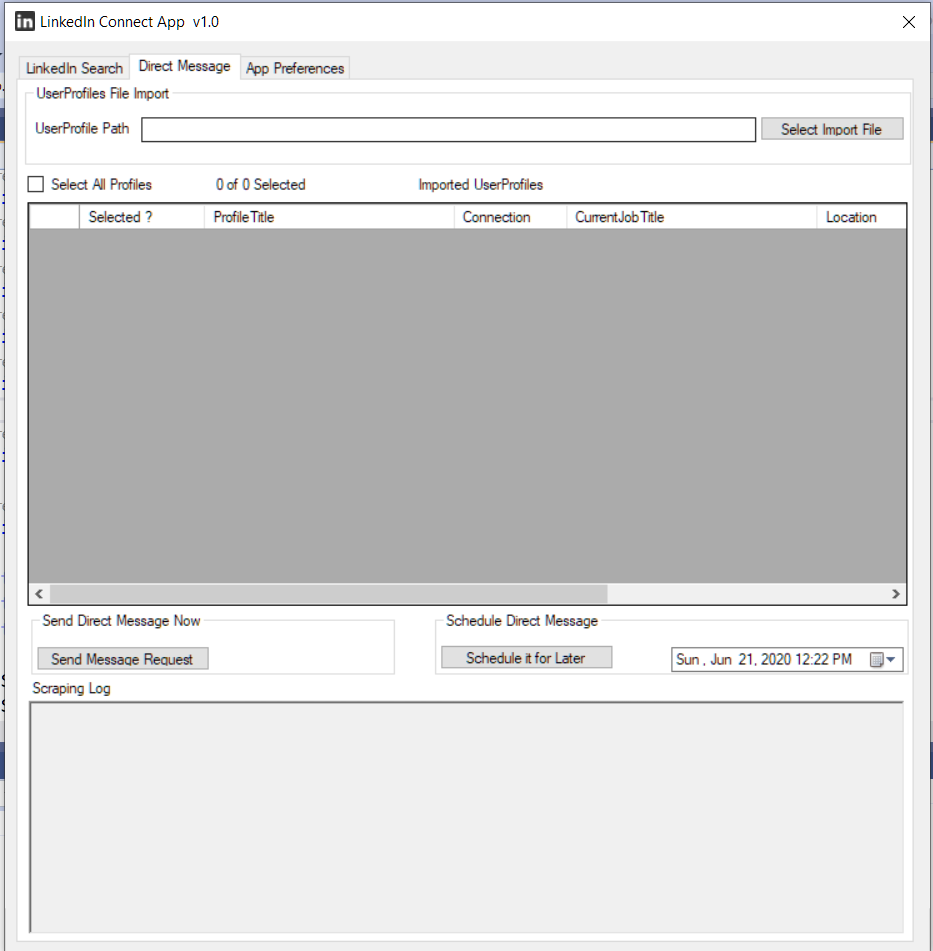 in LinkedIn Connect App v1.0
LinkedIn Search Direct Message App Preferences
UserProfiles File Import
UserProfile Path Select Import File
Select All Profiles 0 of 0 Selected Imported UserProfiles
Selected ? ProfileTitle Connection CurrentJobTitle Location
Send Direct Message Now Schedule Direct Message
Send Message Request Schedule it for Later Sun , Jun 21, 2020 12:22 PM
Scraping Log